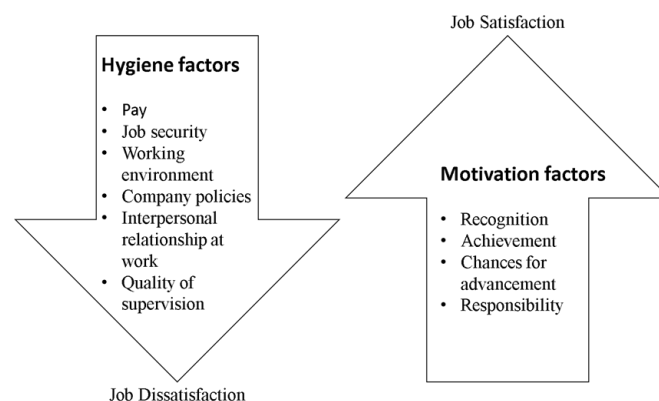 Job Satisfaction
Hygiene factors
• Pay
• Job security
• Working
environment
• Company policies
• Interpersonal
relationship at
work
• Quality of
supervision
Job Dissatisfaction
Motivation factors
• Recognition
• Achievement
• Chances for
advancement
• Responsibility